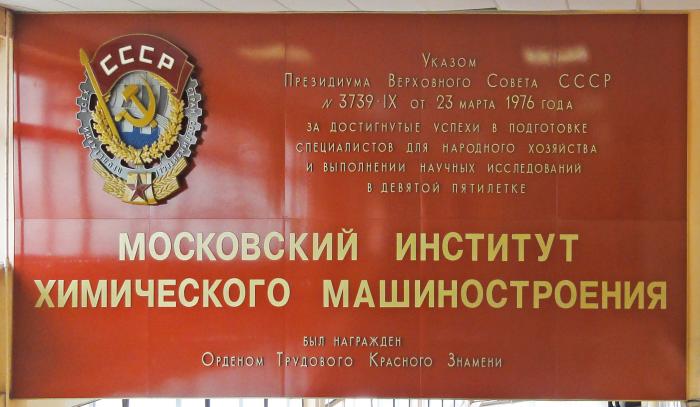 СССР
Указом
Президиума Верховного Совета СССР
№ 3739-IX от 23 марта 1976 года
за достигнутые успехи в подготовке
специалистов для народного хозяйства
и выполнении научных исследований
в девятой пятилетке
МОСКОВСКИЙ ИНСТИТУТ
ХИМИЧЕСКОГО МАШИНОСТРОЕНИЯ
был награжден
Орденом Трудового Красного Знамени